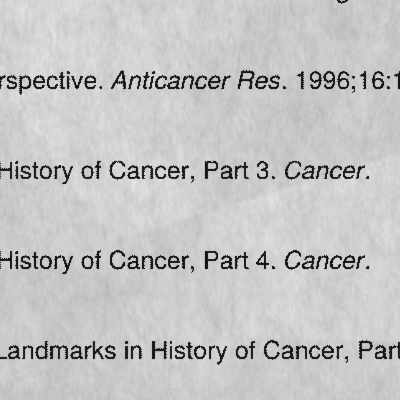 rspective. Anticancer Res. 1996;16:1
History of Cancer, Part 3. Cancer.
History of Cancer, Part 4. Cancer.
Landmarks in History of Cancer, Part